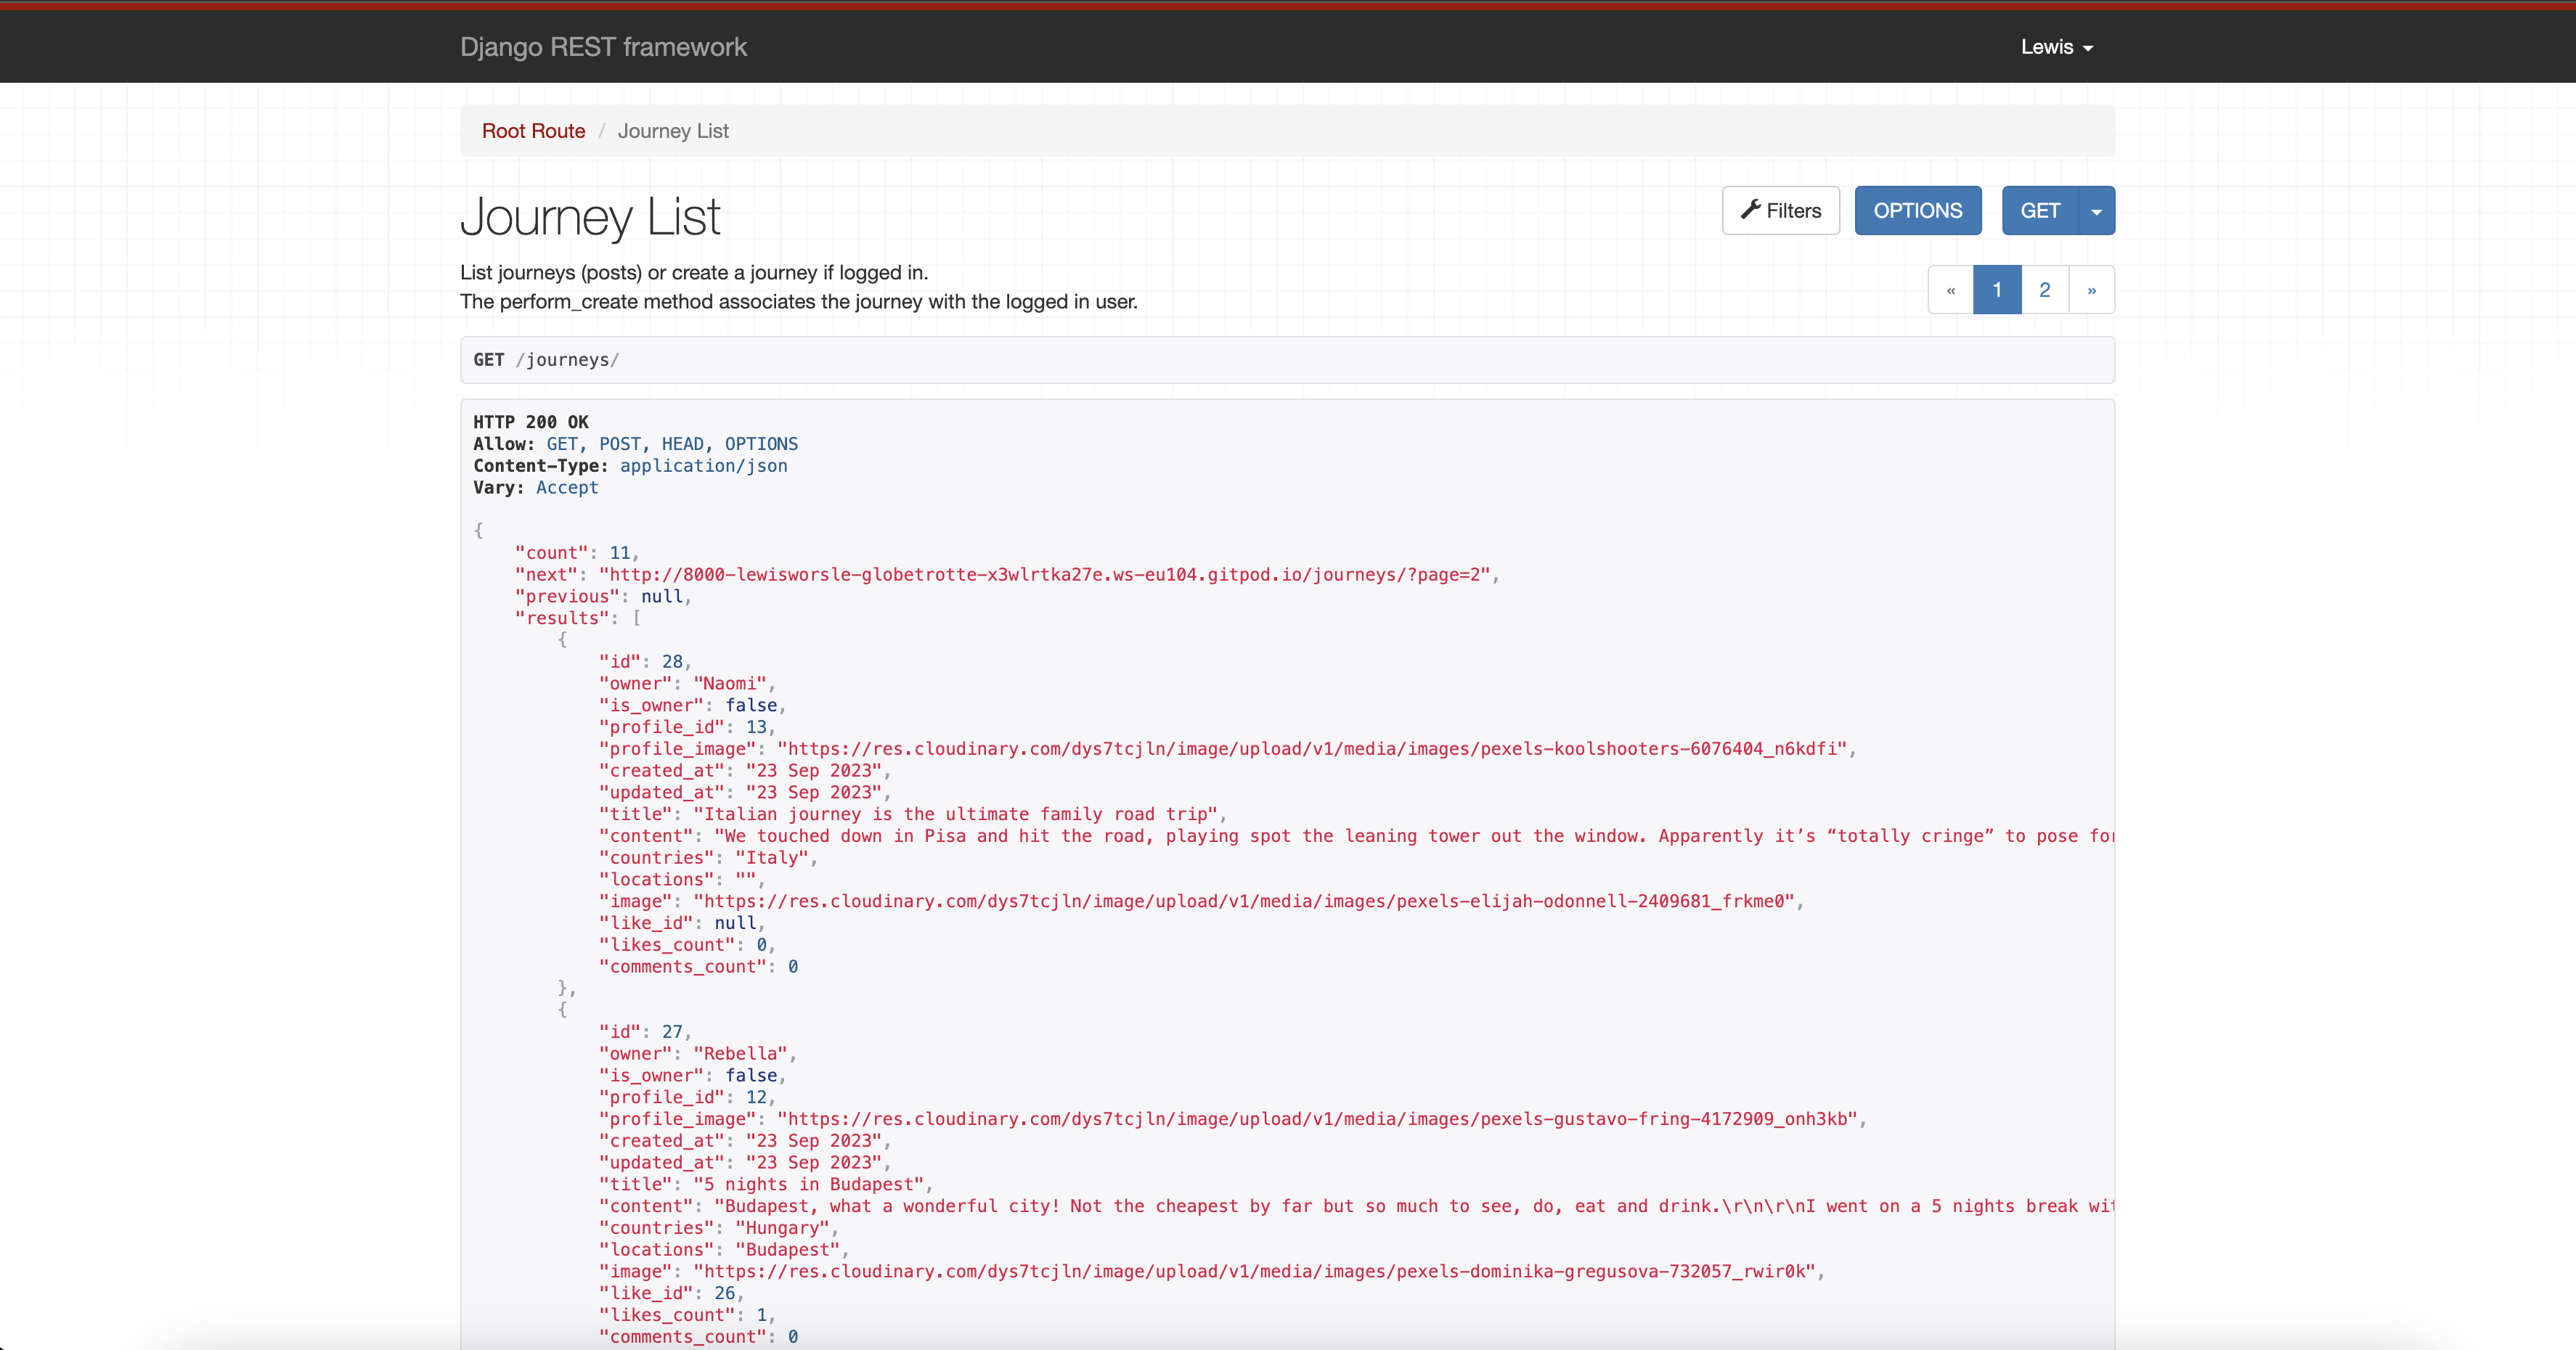 Django REST framework
Lewis
Root Route / Journey List
Journey List
Filters
OPTIONS
GET
List journeys (posts) or create a journey if logged in.
The perform_create method associates the journey with the logged in user.
« 1 2 »
GET /journeys/
HTTP 200 OK
Allow: GET, POST, HEAD, OPTIONS
Content-Type: application/json
Vary: Accept
{
"count": 11,
"next": "http://8000-lewisworsle-globetrotte-x3wlrtka27e.ws-eu104.gitpod.io/journeys/?page=2",
"previous": null,
"results": [
{
"id": 28,
"owner": "Naomi",
"is_owner": false,
"profile_id": 13,
"profile_image": "https://res.cloudinary.com/dys7tcjln/image/upload/v1/media/images/pexels-koolshooters-6076404_n6kdfi",
"created_at": "23 Sep 2023",
"updated_at": "23 Sep 2023",
"title": "Italian journey is the ultimate family road trip",
"content": "We touched down in Pisa and hit the road, playing spot the leaning tower out the window. Apparently it’s “totally cringe” to pose for
"countries": "Italy",
"locations": "",
"image": "https://res.cloudinary.com/dys7tcjln/image/upload/v1/media/images/pexels-elijah-odonnell-2409681_frkme0",
"like_id": null,
"likes_count": 0,
"comments_count": 0
},
{
"id": 27,
"owner": "Rebella",
"is_owner": false,
"profile_id": 12,
"profile_image": "https://res.cloudinary.com/dys7tcjln/image/upload/v1/media/images/pexels-gustavo-fring-4172909_onh3kb",
"created_at": "23 Sep 2023",
"updated_at": "23 Sep 2023",
"title": "5 nights in Budapest",
"content": "Budapest, what a wonderful city! Not the cheapest by far but so much to see, do, eat and drink.\r\n\r\nI went on a 5 nights break wit
"countries": "Hungary",
"locations": "Budapest",
"image": "https://res.cloudinary.com/dys7tcjln/image/upload/v1/media/images/pexels-dominika-gregusova-732057_rwir0k",
"like_id": 26,
"likes_count": 1,
"comments_count": 0